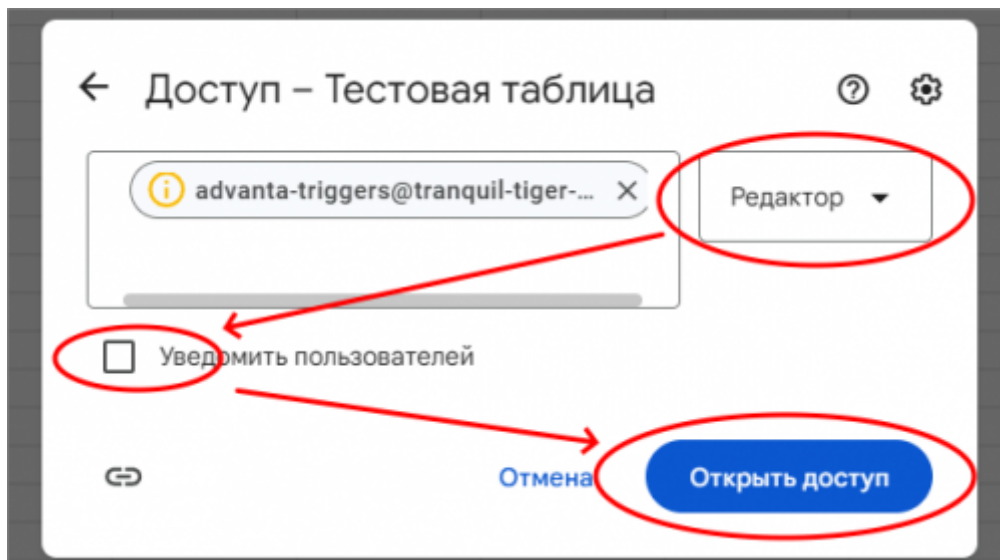 Доступ – Тестовая таблица
advanta-triggers@tranquil-tiger-...
Редактор
Уведомить пользователей
Отмена
Открыть доступ